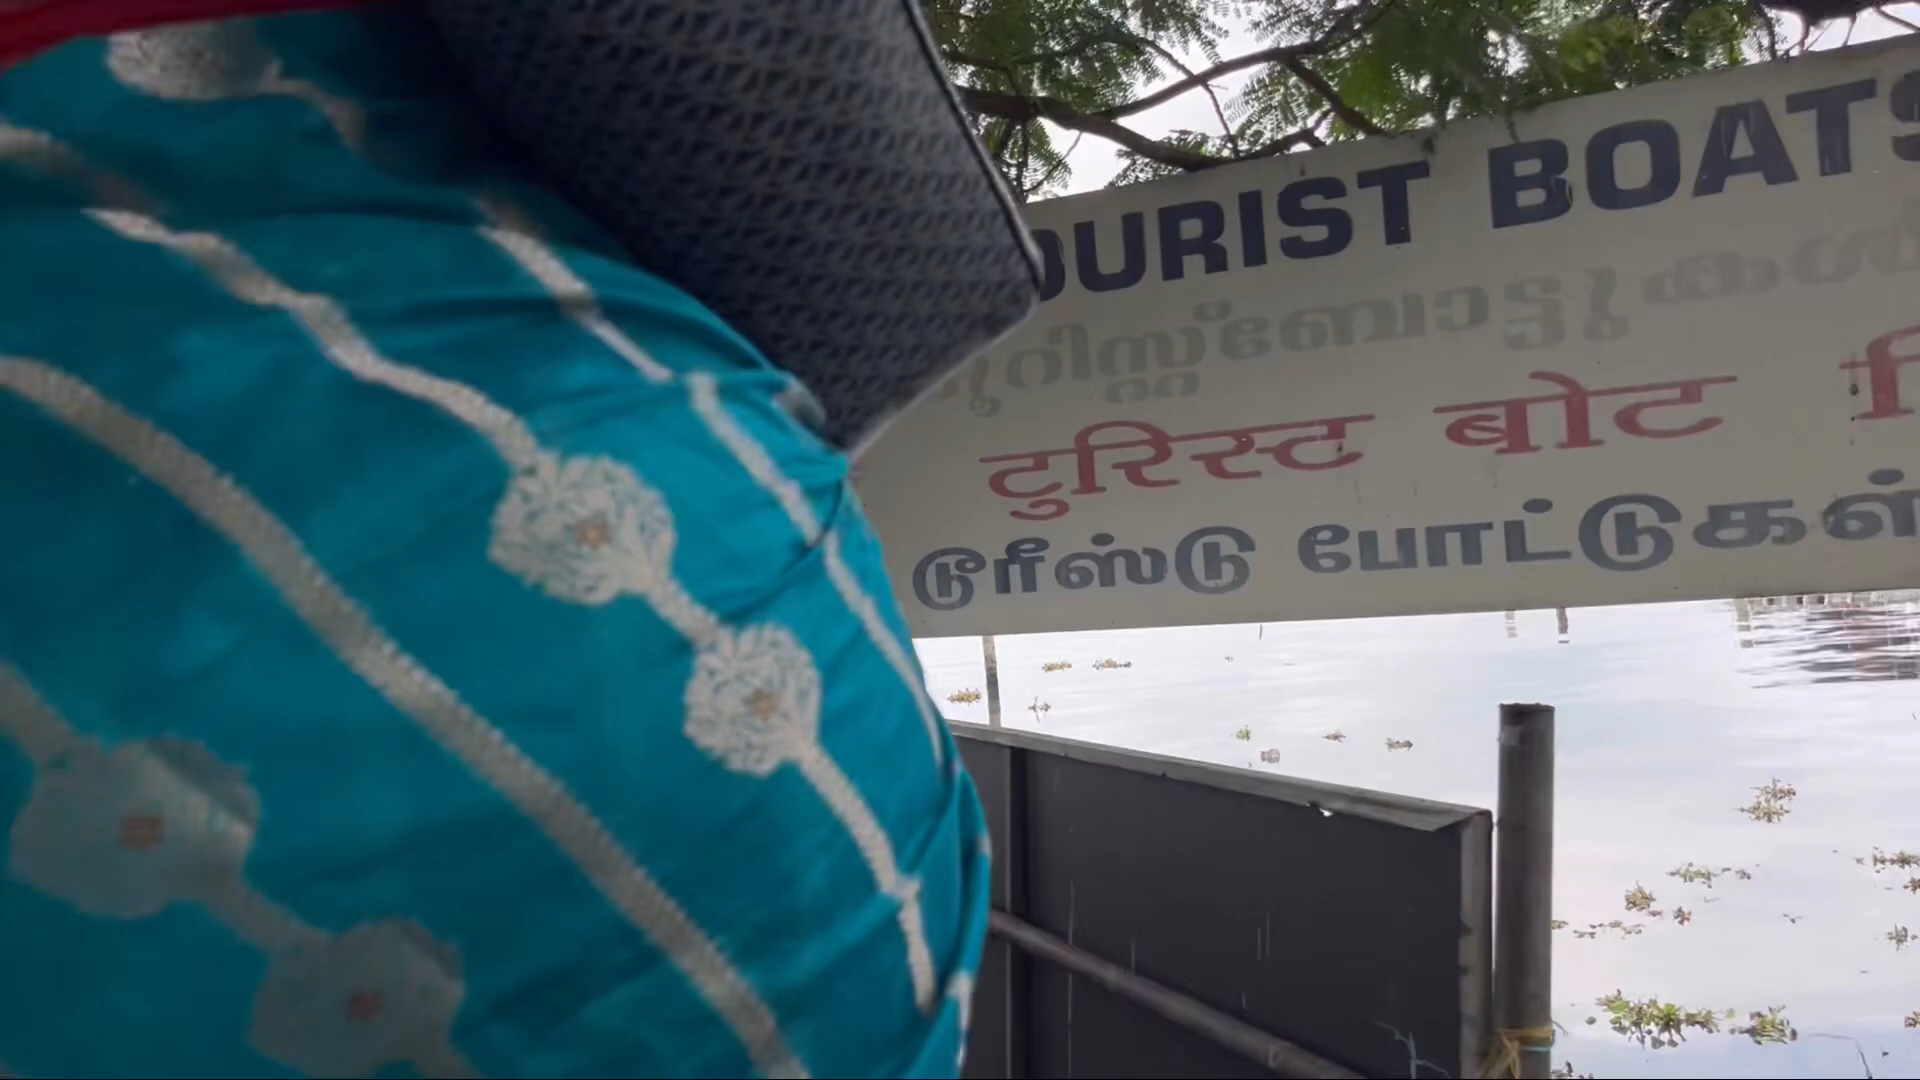 OURIST BOATS
ടൂറിസ്റ്റ്ബോട്ടുകൾ
टुरिस्ट बोट
டூரீஸ்டு போட்டுகள்